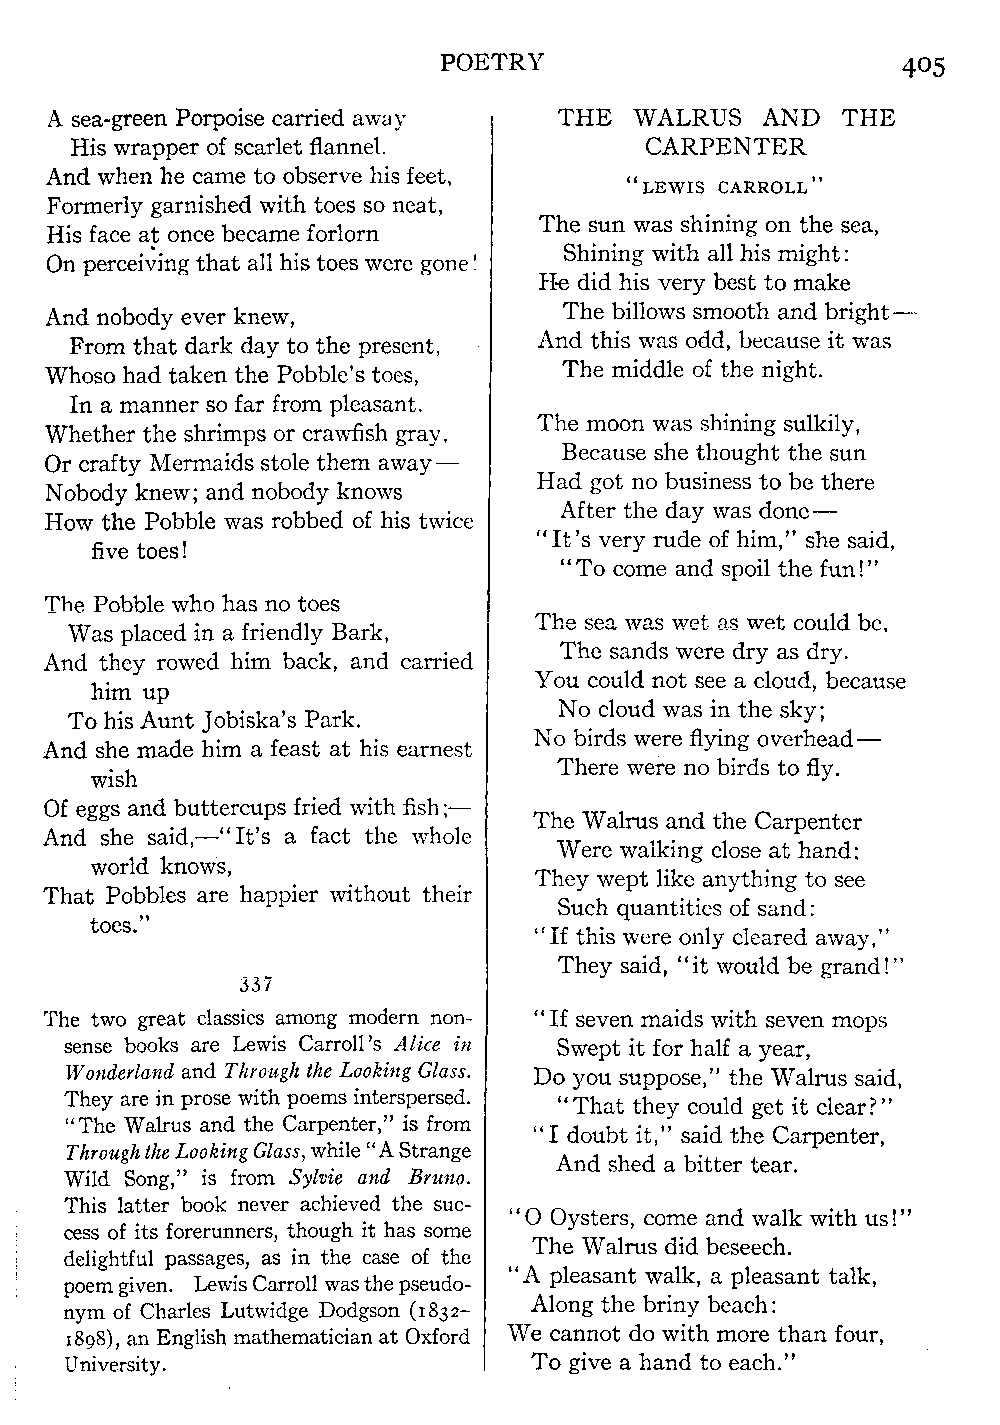 POETRY
405
A sea-green Porpoise carried away
His wrapper of scarlet flannel.
And when he came to observe his feet,
Formerly garnished with toes so neat,
His face at once became forlorn
On perceiving that all his toes were gone!
And nobody ever knew,
From that dark day to the present,
Whoso had taken the Pobble's toes,
In a manner so far from pleasant.
Whether the shrimps or crawfish gray,
Or crafty Mermaids stole them away—
Nobody knew; and nobody knows
How the Pobble was robbed of his twice
five toes!
The Pobble who has no toes
Was placed in a friendly Bark,
And they rowed him back, and carried
him up
To his Aunt Jobiska's Park.
And she made him a feast at his earnest
wish
Of eggs and buttercups fried with fish;—
And she said,—"It's a fact the whole
world knows,
That Pobbles are happier without their
toes."
337
The two great classics among modern non-
sense books are Lewis Carroll's Alice in
Wonderland and Through the Looking Glass.
They are in prose with poems interspersed.
"The Walrus and the Carpenter," is from
Through the Looking Glass, while "A Strange
Wild Song," is from Sylvie and Bruno.
This latter book never achieved the suc-
cess of its forerunners, though it has some
delightful passages, as in the case of the
poem given. Lewis Carroll was the pseudo-
nym of Charles Lutwidge Dodgson (1832-
1898), an English mathematician at Oxford
University.
THE WALRUS AND THE
CARPENTER
"LEWIS CARROLL"
The sun was shining on the sea,
Shining with all his might:
He did his very best to make
The billows smooth and bright—
And this was odd, because it was
The middle of the night.
The moon was shining sulkily,
Because she thought the sun
Had got no business to be there
After the day was done—
"It's very rude of him," she said,
"To come and spoil the fun!"
The sea was wet as wet could be,
The sands were dry as dry.
You could not see a cloud, because
No cloud was in the sky;
No birds were flying overhead—
There were no birds to fly.
The Walrus and the Carpenter
Were walking close at hand;
They wept like anything to see
Such quantities of sand:
"If this were only cleared away,"
They said, "it would be grand!"
"If seven maids with seven mops
Swept it for half a year,
Do you suppose," the Walrus said,
"That they could get it clear?"
"I doubt it," said the Carpenter,
And shed a bitter tear.
"O Oysters, come and walk with us!"
The Walrus did beseech.
"A pleasant walk, a pleasant talk,
Along the briny beach:
We cannot do with more than four,
To give a hand to each."